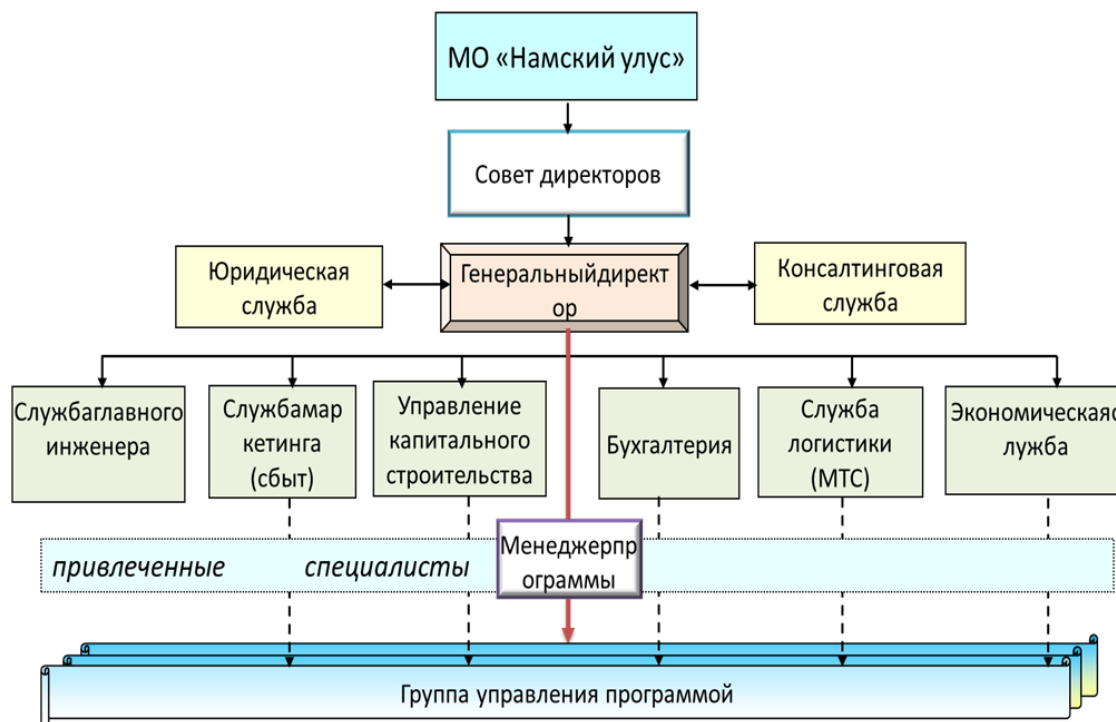 МО «Намский улус»
Совет директоров
Юридическая
служба
Генеральныйдирект
ор
Консалтинговая
служба
Службаглавного
инженера
Службамар
кетинга
(сбыт)
Управление
капитального
строительства
Бухгалтерия
Служба
логистики
(МТС)
Экономическаяс
лужба
Менеджерпр
ограммы
привлеченные специалисты
Группа управления программой